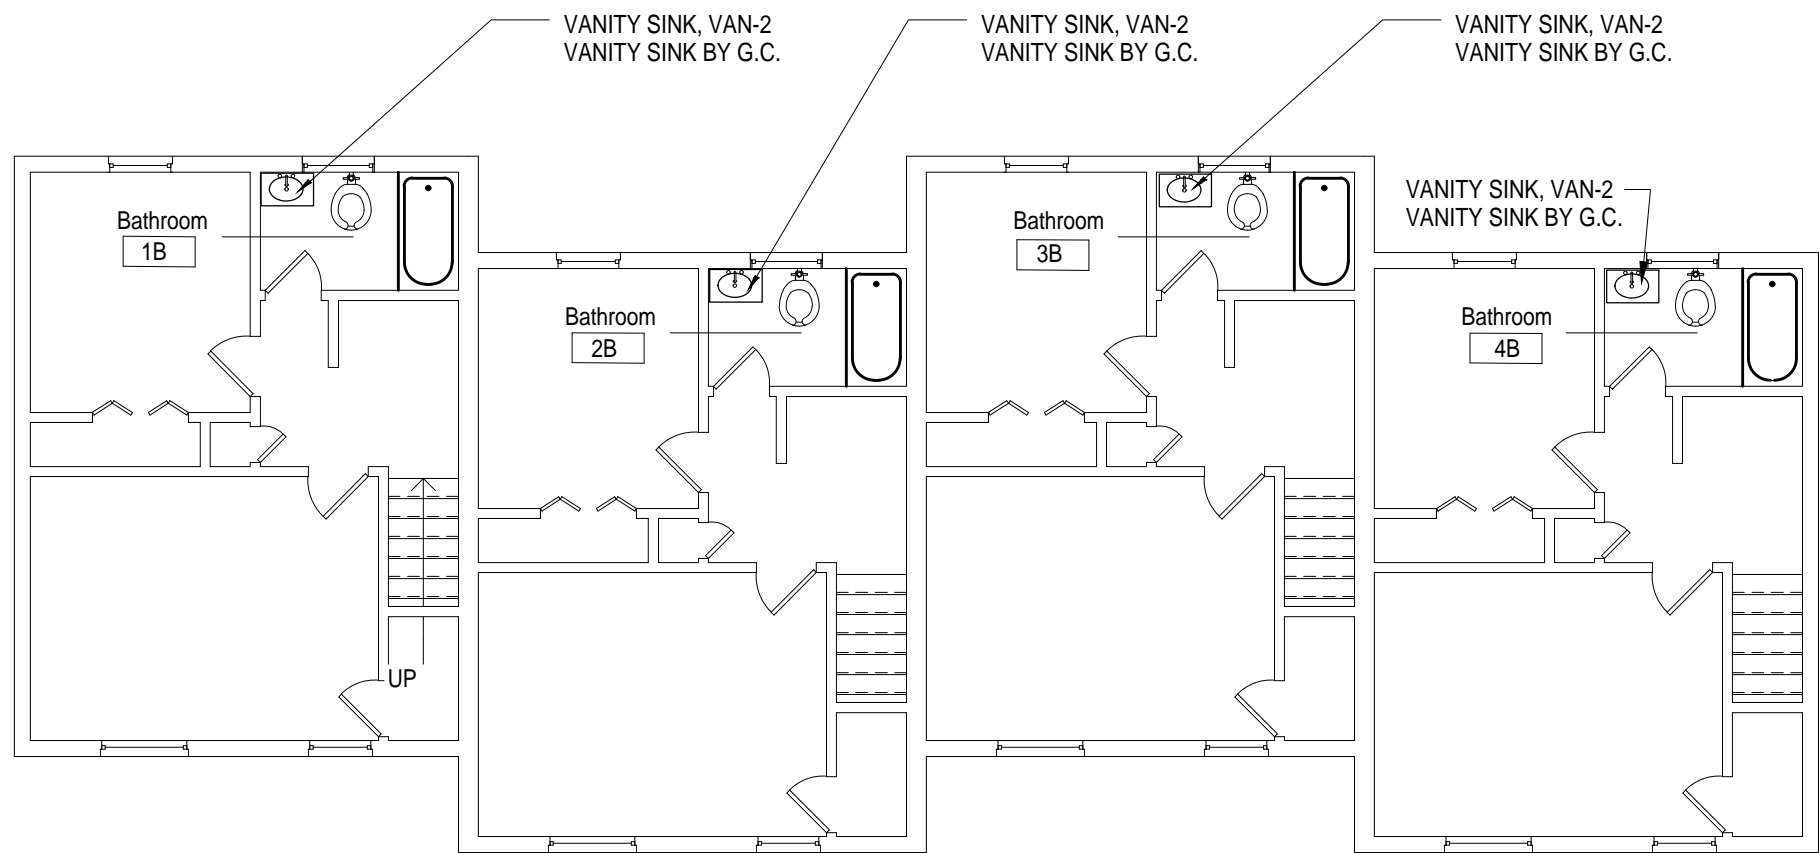 VANITY SINK, VAN-2
VANITY SINK BY G.C.
VANITY SINK, VAN-2
VANITY SINK BY G.C.
VANITY SINK, VAN-2
VANITY SINK BY G.C.
VANITY SINK, VAN-2
VANITY SINK BY G.C.
Bathroom
1B
Bathroom
2B
Bathroom
3B
Bathroom
4B
UP